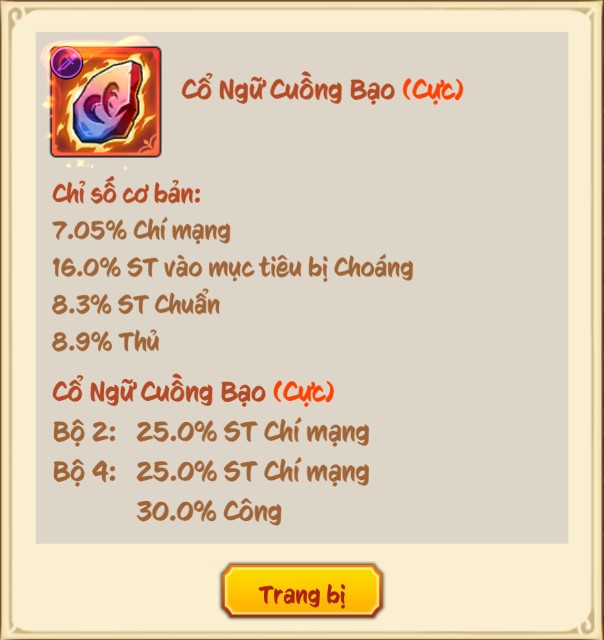 Cổ Ngữ Cuồng Bạo (Cực)
Chỉ số cơ bản:
7.05% Chí mạng
16.0% ST vào mục tiêu bị Choáng
8.3% ST Chuẩn
8.9% Thủ
Cổ Ngữ Cuồng Bạo (Cực)
Bộ 2: 25.0% ST Chí mạng
Bộ 4: 25.0% ST Chí mạng
30.0% Công
Trang bị